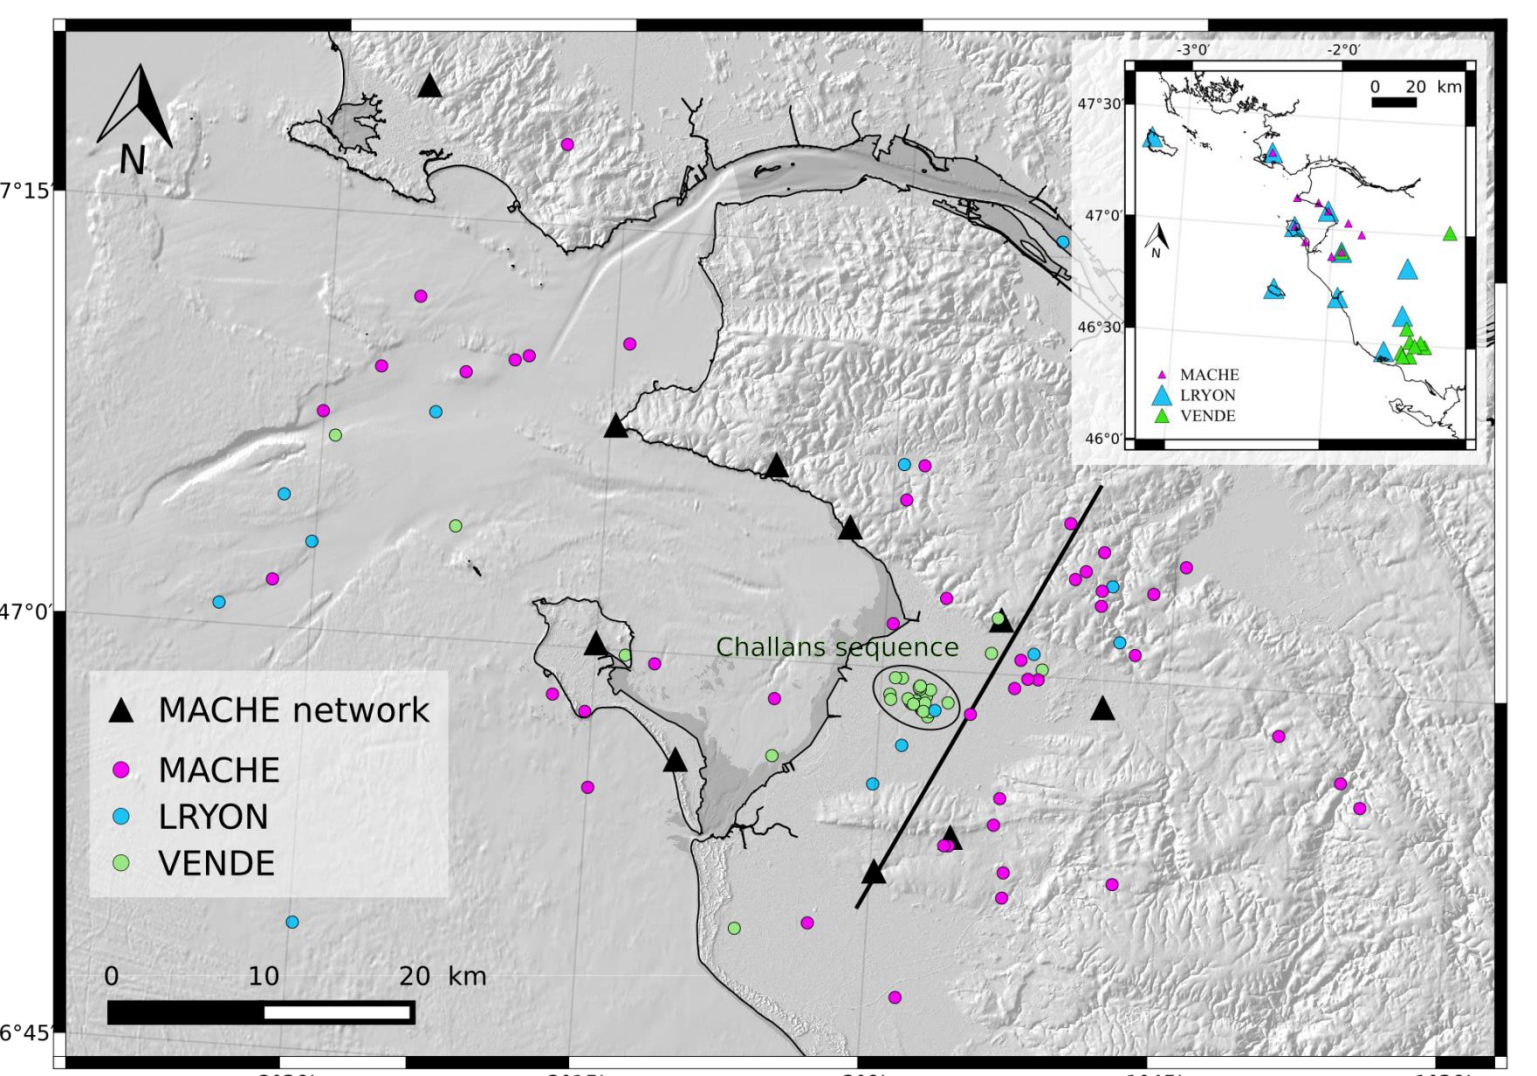 N
7°15'
47°0'
6°45'
Challans sequence
MACHE network
MACHE
LRYON
VENDE
0 10 20 km
-3°0' -2°0'
0 20 km
47°30'
47°0'
46°30'
46°0'
N
MACHE
LRYON
VENDE